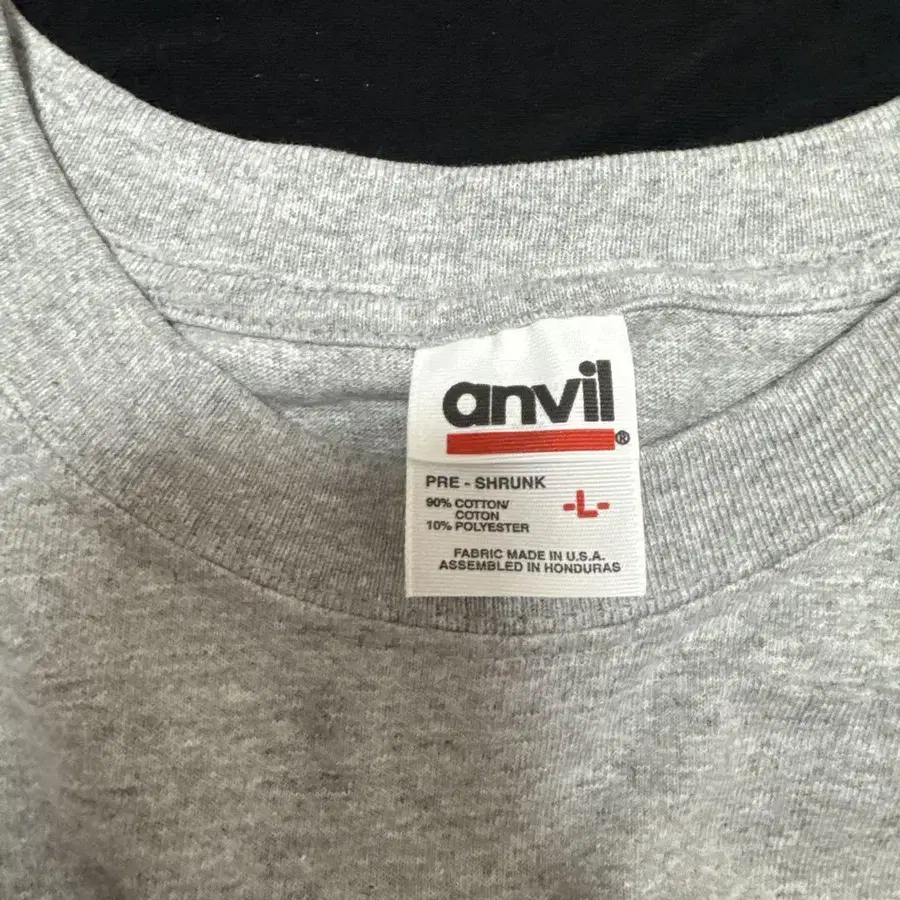 anvil®
PRE - SHRUNK
90% COTTON/
COTON
10% POLYESTER
-L-
FABRIC MADE IN U.S.A.
ASSEMBLED IN HONDURAS